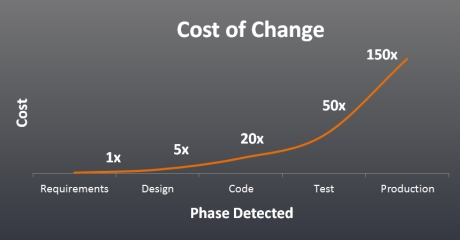 Cost of Change
150x
50x
20x
5x
1x
Cost
Requirements Design Code Test Production
Phase Detected